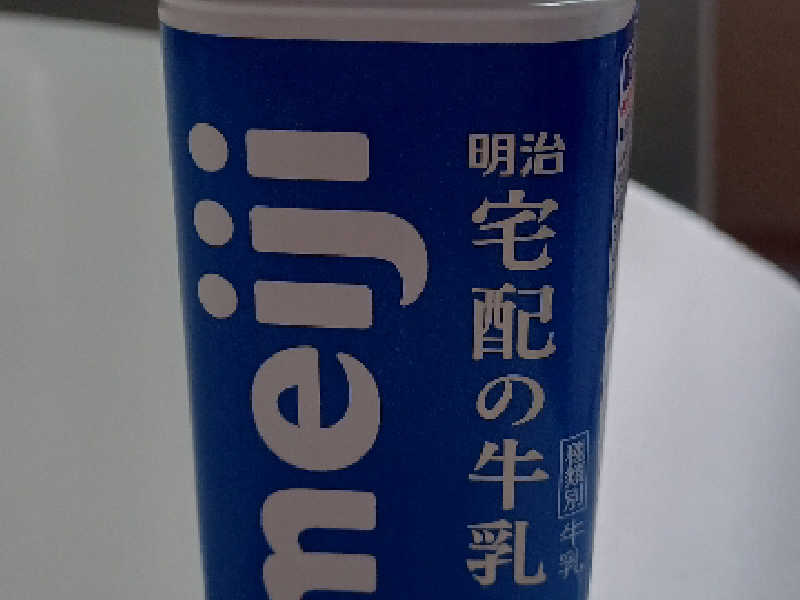 meiji
明治
宅配の牛乳
種類別
牛乳